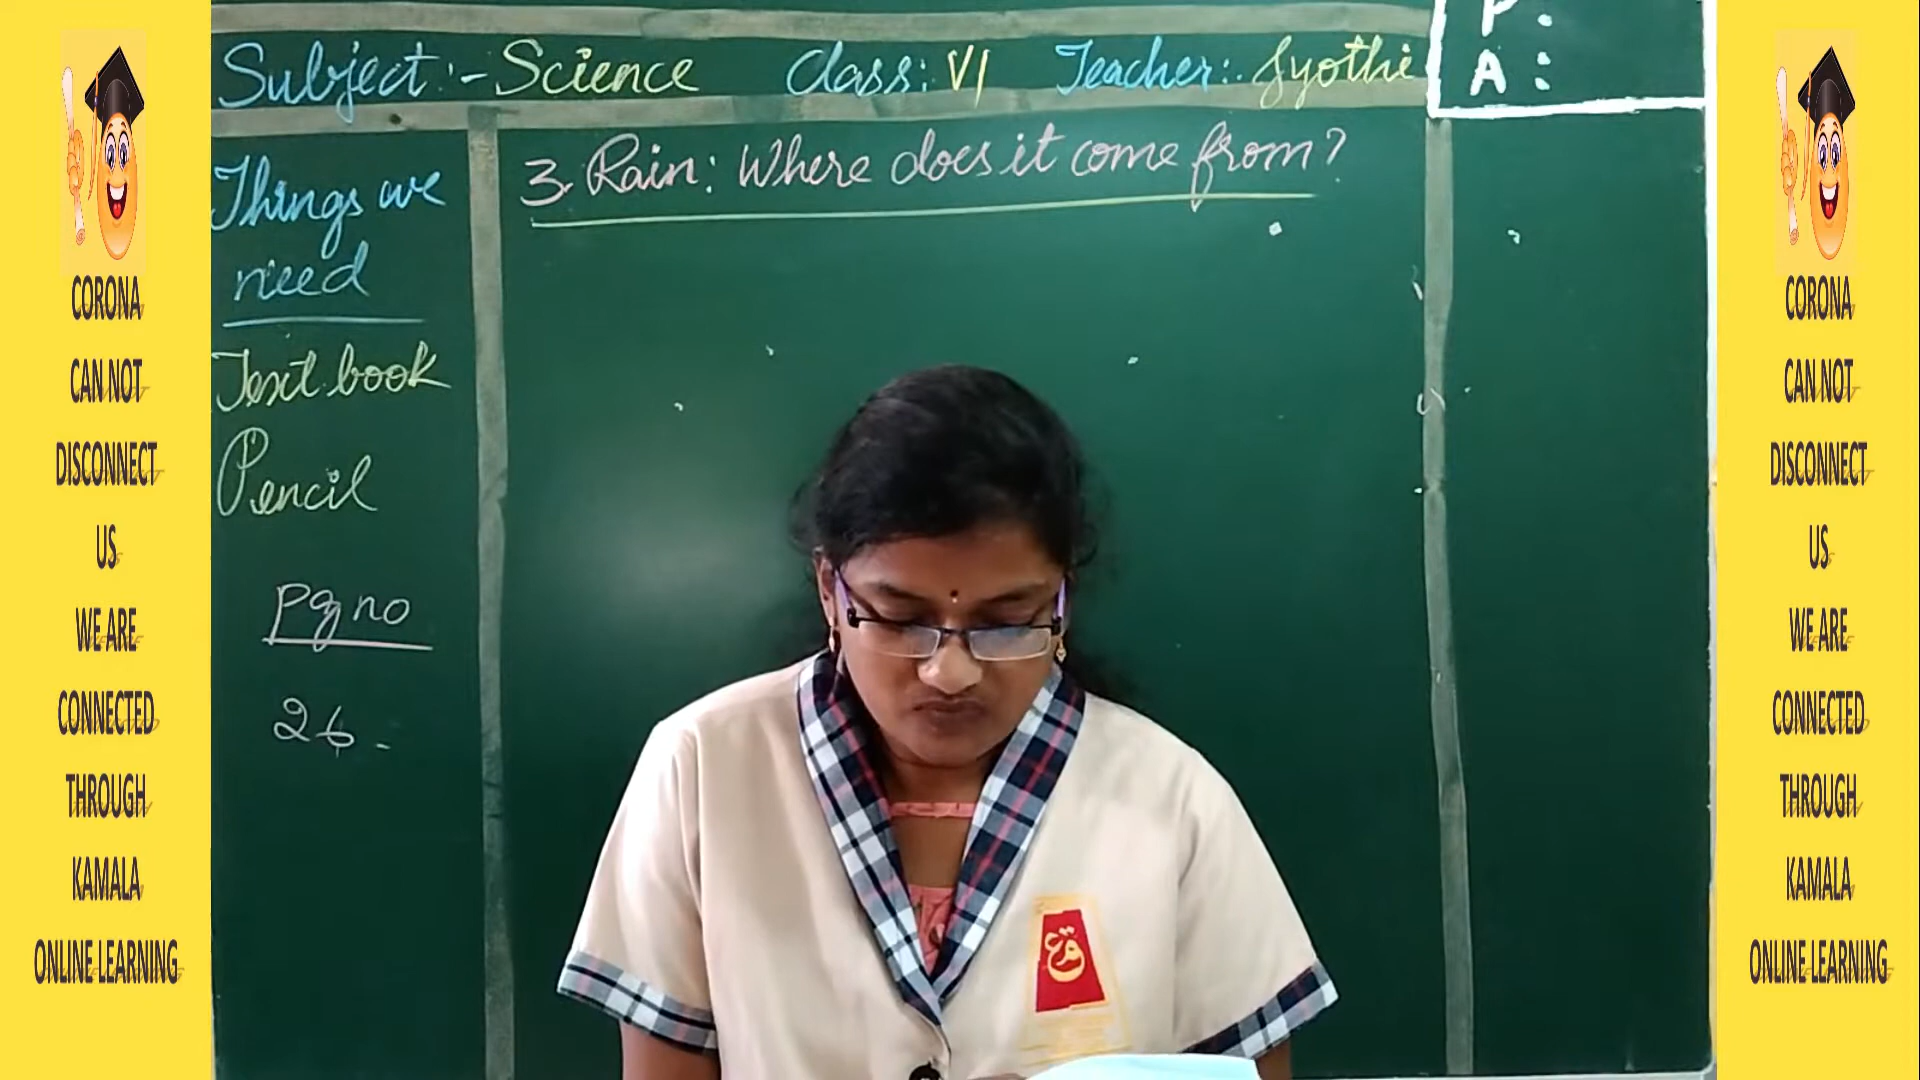 Subject:- Science Class: VI Teacher:. Jyothi
P:
A:
Things we
need
Text book
Pencil
Pg no
26.
3. Rain: Where does it come from?
CORONA
CAN NOT
DISCONNECT
US
WE ARE
CONNECTED
THROUGH
KAMALA
ONLINE LEARNING
CORONA
CAN NOT
DISCONNECT
US
WE ARE
CONNECTED
THROUGH
KAMALA
ONLINE LEARNING